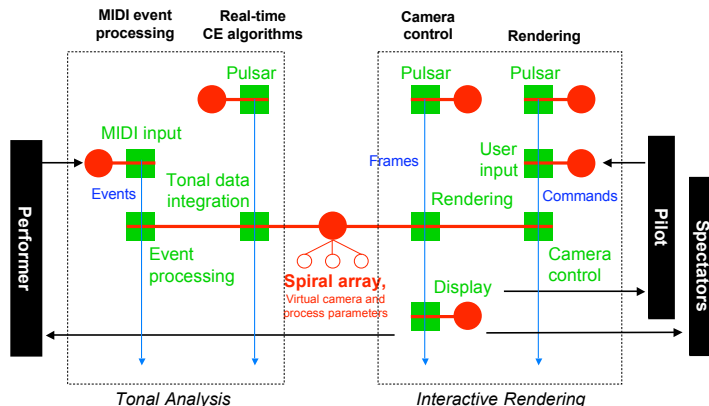 MIDI event
processing
Real-time
CE algorithms
Camera
control
Rendering
Pulsar
Pulsar
Pulsar
MIDI input
User
input
Frames
Events
Tonal data
integration
Commands
Rendering
Performer
Pilot
Spectators
Event
processing
Camera
control
Spiral array,
Virtual camera and
process parameters
Display
Tonal Analysis
Interactive Rendering